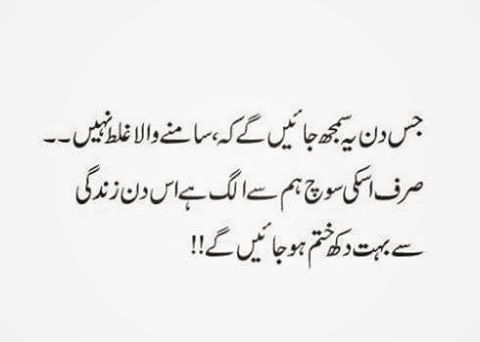 جس دن یہ سمجھ جائیں گے کہ، سامنے والا غلط نہیں۔۔
صرف اسکی سوچ ہم سے الگ ہے اس دن زندگی
سے بہت دکھ ختم ہو جائیں گے!!